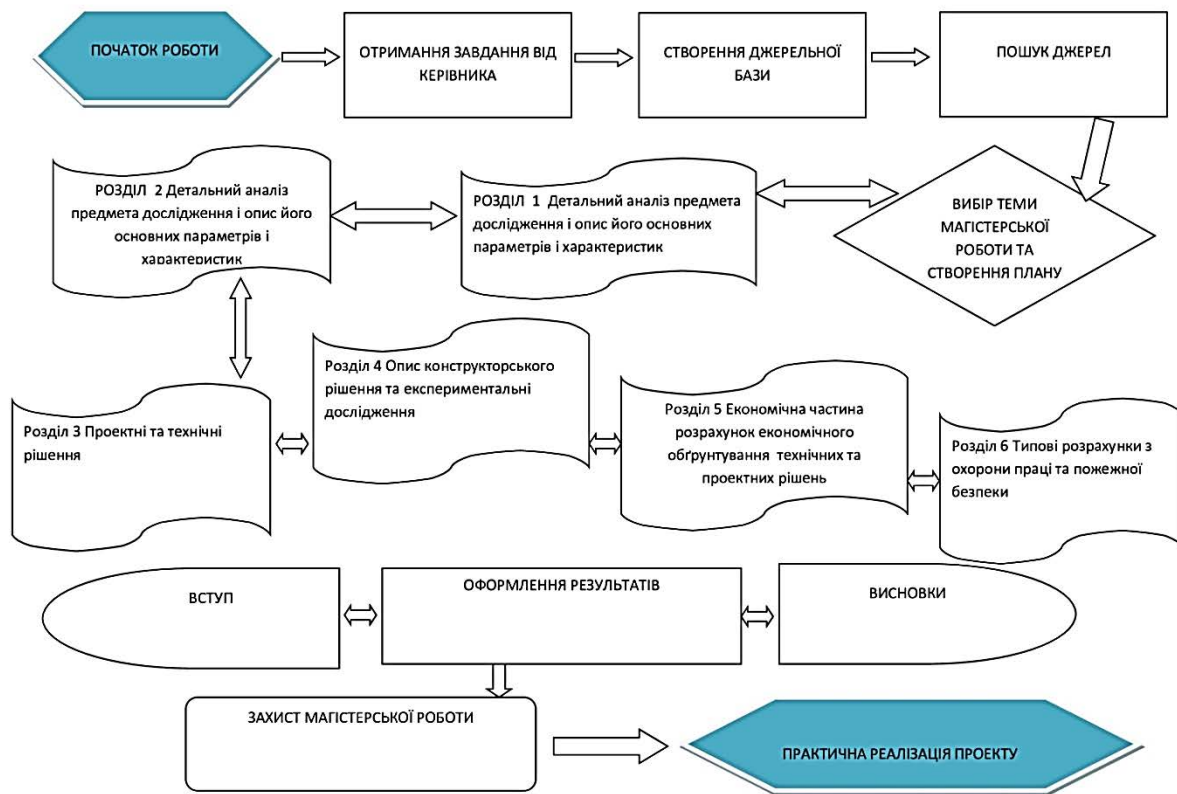 ПОЧАТОК РОБОТИ
ОТРИМАННЯ ЗАВДАННЯ ВІД
КЕРІВНИКА
СТВОРЕННЯ ДЖЕРЕЛЬНОЇ
БАЗИ
ПОШУК ДЖЕРЕЛ
РОЗДІЛ 2 Детальний аналіз
предмета дослідження і опис його
основних параметрів і
характеристик
РОЗДІЛ 1 Детальний аналіз предмета
дослідження і опис його основних
параметрів і характеристик
ВИБІР ТЕМИ
МАГІСТЕРСЬКОЇ
РОБОТИ ТА
СТВОРЕННЯ ПЛАНУ
Розділ 3 Проектні та технічні
рішення
Розділ 4 Опис конструкторського
рішення та експериментальні
дослідження
Розділ 5 Економічна частина
розрахунок економічного
обґрунтування технічних та
проектних рішень
Розділ 6 Типові розрахунки з
охорони праці та пожежної
безпеки
ВСТУП
ОФОРМЛЕННЯ РЕЗУЛЬТАТІВ
ВИСНОВКИ
ЗАХИСТ МАГІСТЕРСЬКОЇ РОБОТИ
ПРАКТИЧНА РЕАЛІЗАЦІЯ ПРОЕКТУ